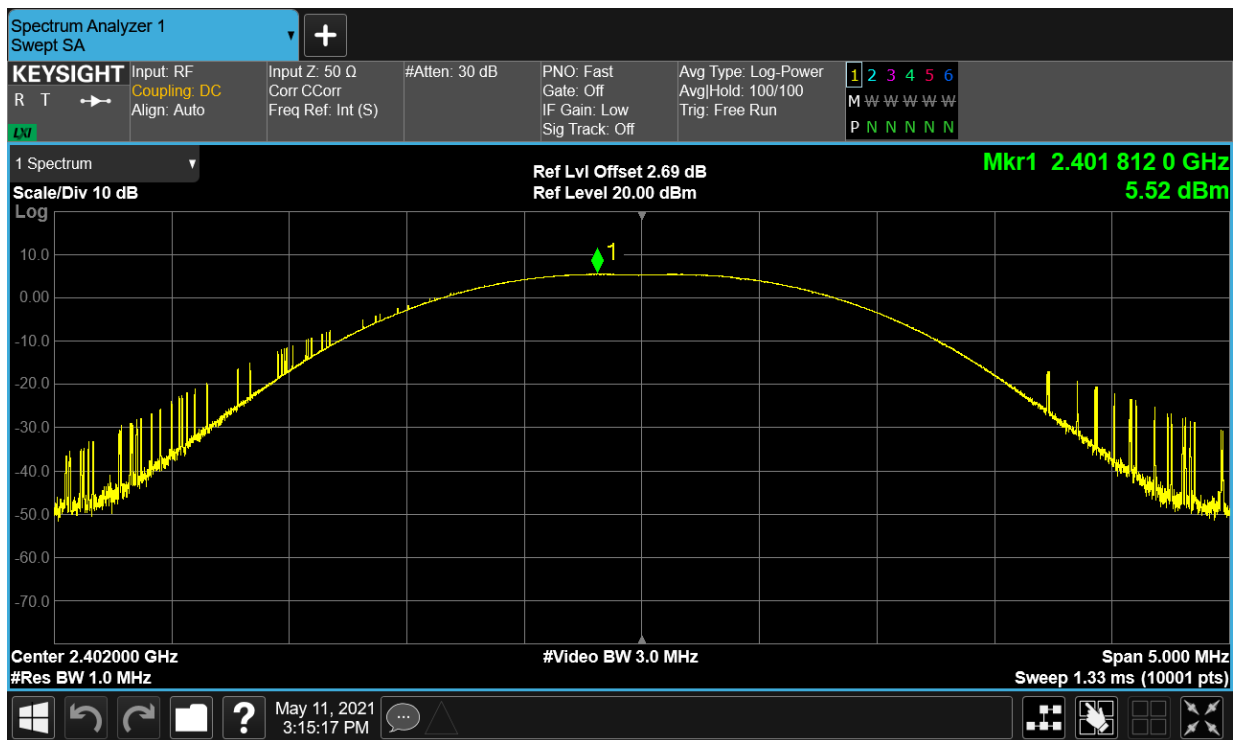 Spectrum Analyzer 1
Swept SA
KEYSIGHT
R T
LXI
Input: RF
Coupling: DC
Align: Auto
Input Z: 50 Ω
Corr CCorr
Freq Ref: Int (S)
#Atten: 30 dB
PNO: Fast
Gate: Off
IF Gain: Low
Sig Track: Off
Avg Type: Log-Power
Avg|Hold: 100/100
Trig: Free Run
1 2 3 4 5 6
M W W W W W
P N N N N N
1 Spectrum
Scale/Div 10 dB
Log
Ref Lvl Offset 2.69 dB
Ref Level 20.00 dBm
Mkr1 2.401 812 0 GHz
5.52 dBm
1
10.0
0.00
-10.0
-20.0
-30.0
-40.0
-50.0
-60.0
-70.0
Center 2.402000 GHz
#Res BW 1.0 MHz
#Video BW 3.0 MHz
Span 5.000 MHz
Sweep 1.33 ms (10001 pts)
?
May 11, 2021
3:15:17 PM